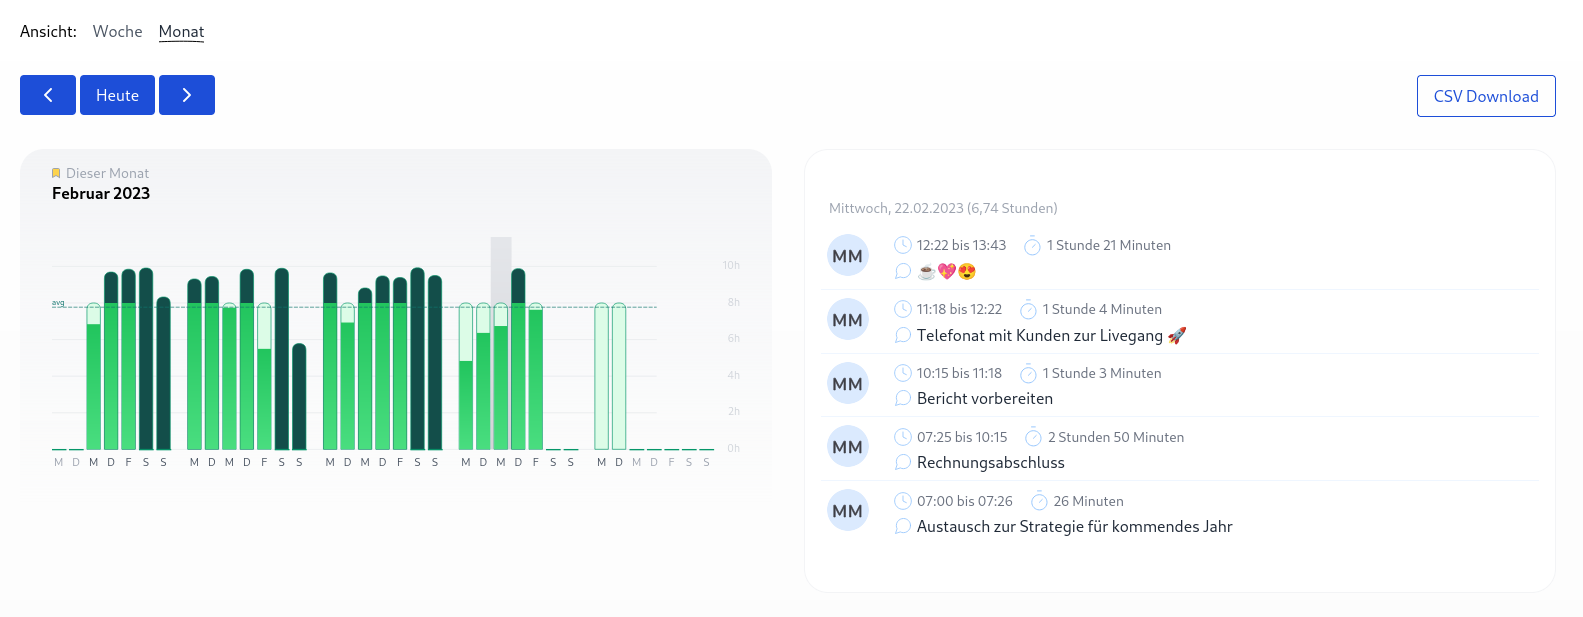 Ansicht: Woche Monat
Heute
CSV Download
Dieser Monat
Februar 2023
10h
avg
8h
6h
4h
2h
0h
M D M D F S S M D M D F S S M D M D F S S M D M D F S S M D M D F S S
Mittwoch, 22.02.2023 (6,74 Stunden)
MM 12:22 bis 13:43 1 Stunde 21 Minuten
☕💖😍
MM 11:18 bis 12:22 1 Stunde 4 Minuten
Telefonat mit Kunden zur Livegang 🚀
MM 10:15 bis 11:18 1 Stunde 3 Minuten
Bericht vorbereiten
MM 07:25 bis 10:15 2 Stunden 50 Minuten
Rechnungsabschluss
MM 07:00 bis 07:26 26 Minuten
Austausch zur Strategie für kommendes Jahr